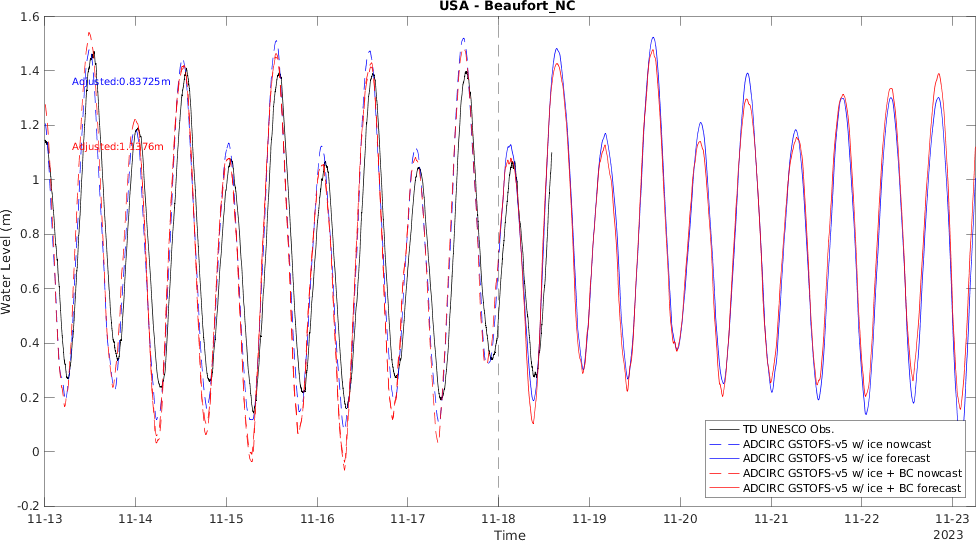 USA - Beaufort_NC
1.6
1.4
1.2
1
0.8
0.6
0.4
0.2
0
-0.2
Water Level (m)
Adjusted:0.83725m
Adjusted:1.1376m
TD UNESCO Obs.
ADCIRC GSTOFS-v5 w/ ice nowcast
ADCIRC GSTOFS-v5 w/ ice forecast
ADCIRC GSTOFS-v5 w/ ice + BC nowcast
ADCIRC GSTOFS-v5 w/ ice + BC forecast
11-13 11-14 11-15 11-16 11-17 11-18 11-19 11-20 11-21 11-22 11-23
Time
2023